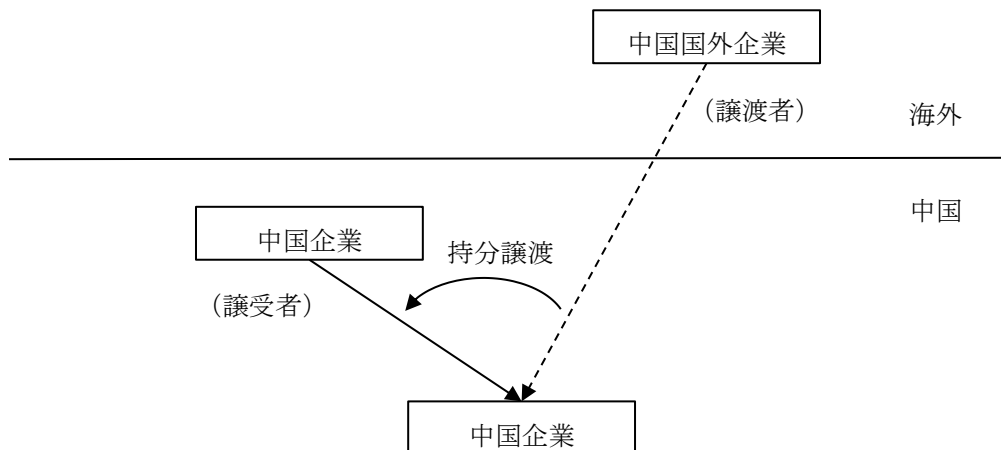 中国国外企業
(譲渡者)
海外
中国
中国企業
持分譲渡
(譲受者)
中国企業